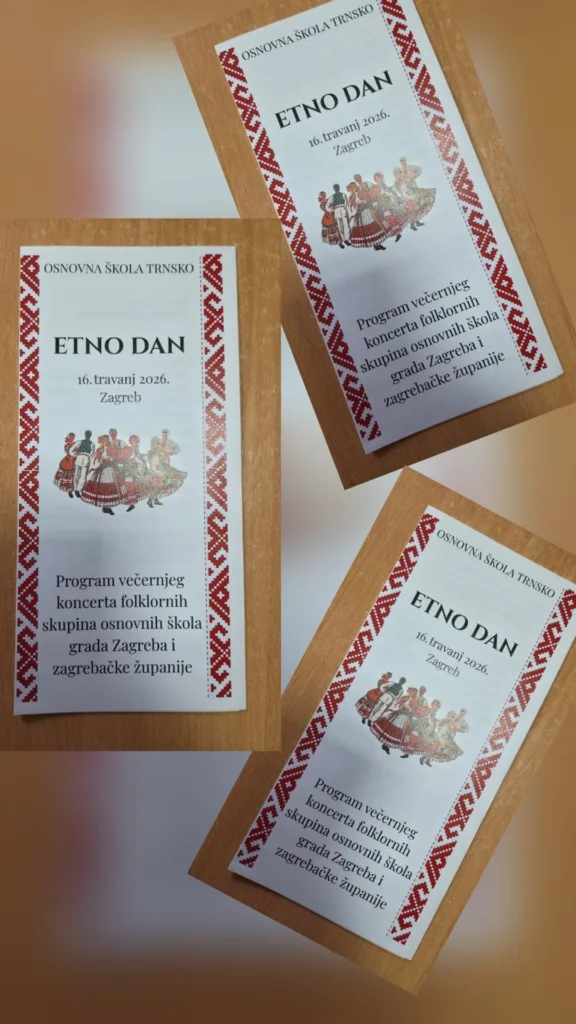 OSNOVNA ŠKOLA TRNSKO
ETNO DAN
16. travanj 2026.
Zagreb
Program večernjeg
koncerta folklornih
skupina osnovnih škola
grada Zagreba i
zagrebačke županije
OSNOVNA ŠKOLA TRNSKO
ETNO DAN
16. travanj 2026.
Zagreb
Program večernjeg
koncerta folklornih
skupina osnovnih škola
grada Zagreba i
zagrebačke županije
OSNOVNA ŠKOLA TRNSKO
ETNO DAN
16. travanj 2026.
Zagreb
Program večernjeg
koncerta folklornih
skupina osnovnih škola
grada Zagreba i
zagrebačke županije